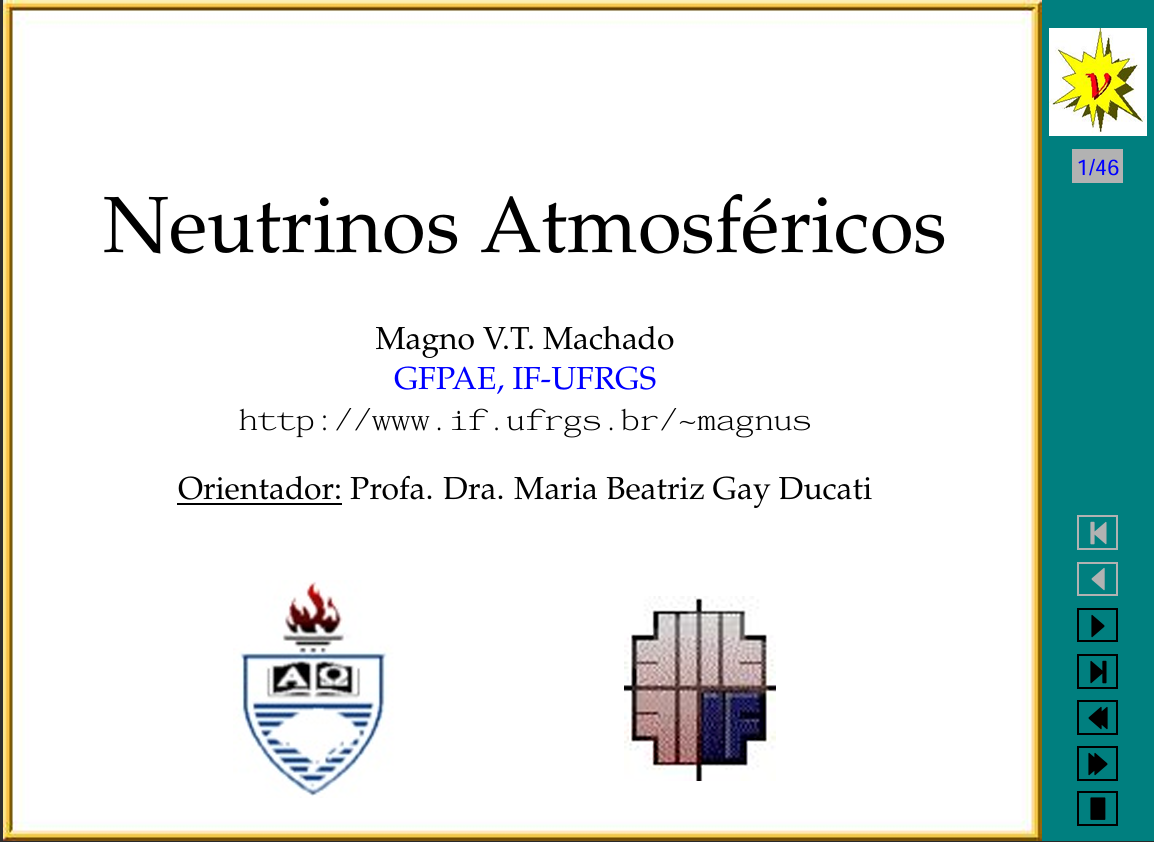 Neutrinos Atmosféricos
Magno V.T. Machado
GFPAE, IF-UFRGS
http://www.if.ufrgs.br/~magnus
Orientador: Profa. Dra. Maria Beatriz Gay Ducati
A Ω
IF
ν
1/46